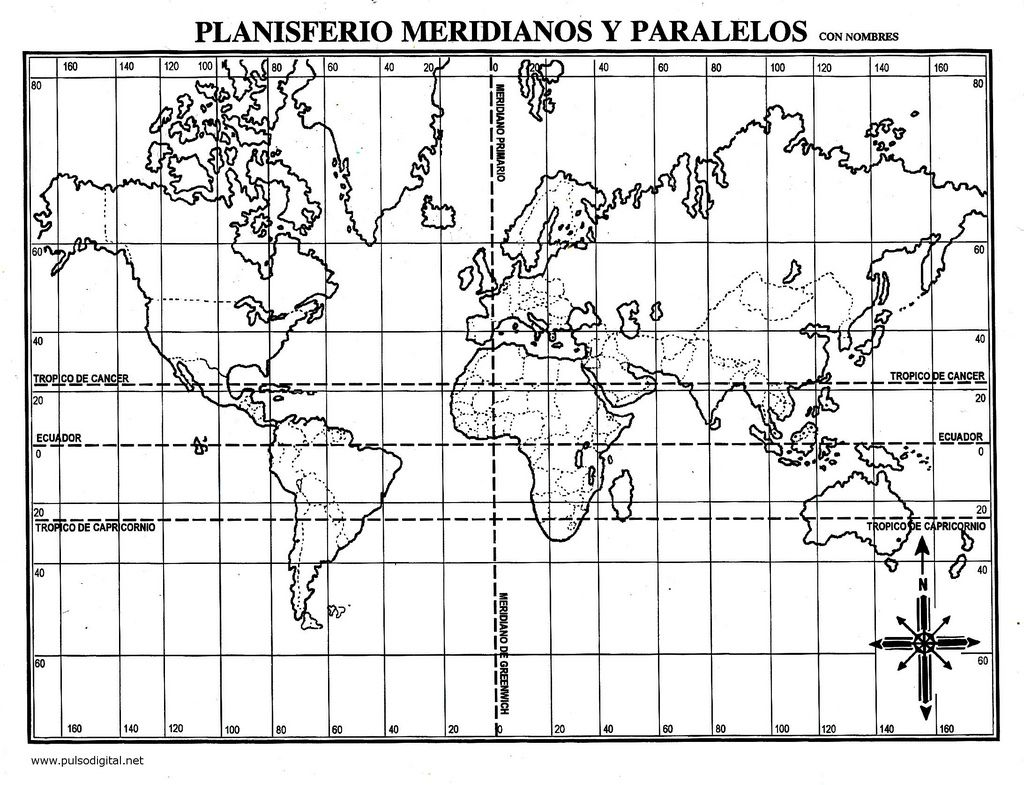 PLANISFERIO MERIDIANOS Y PARALELOS CON NOMBRES
160 140 120 100 80 60 40 20 0 20 40 60 80 100 120 140 160
80 80
MERIDIANO PRIMARIO
60 60
40 40
TROPICO DE CANCER TROPICO DE CANCER
20 20
ECUADOR ECUADOR
0 0
20 20
TROPICO DE CAPRICORNIO TROPICO DE CAPRICORNIO
40 40
N
MERIDIANO DE GREENWICH
60 60
160 140 120 100 80 60 40 20 0 20 40 60 80 100 120 140 160
www.pulsodigital.net